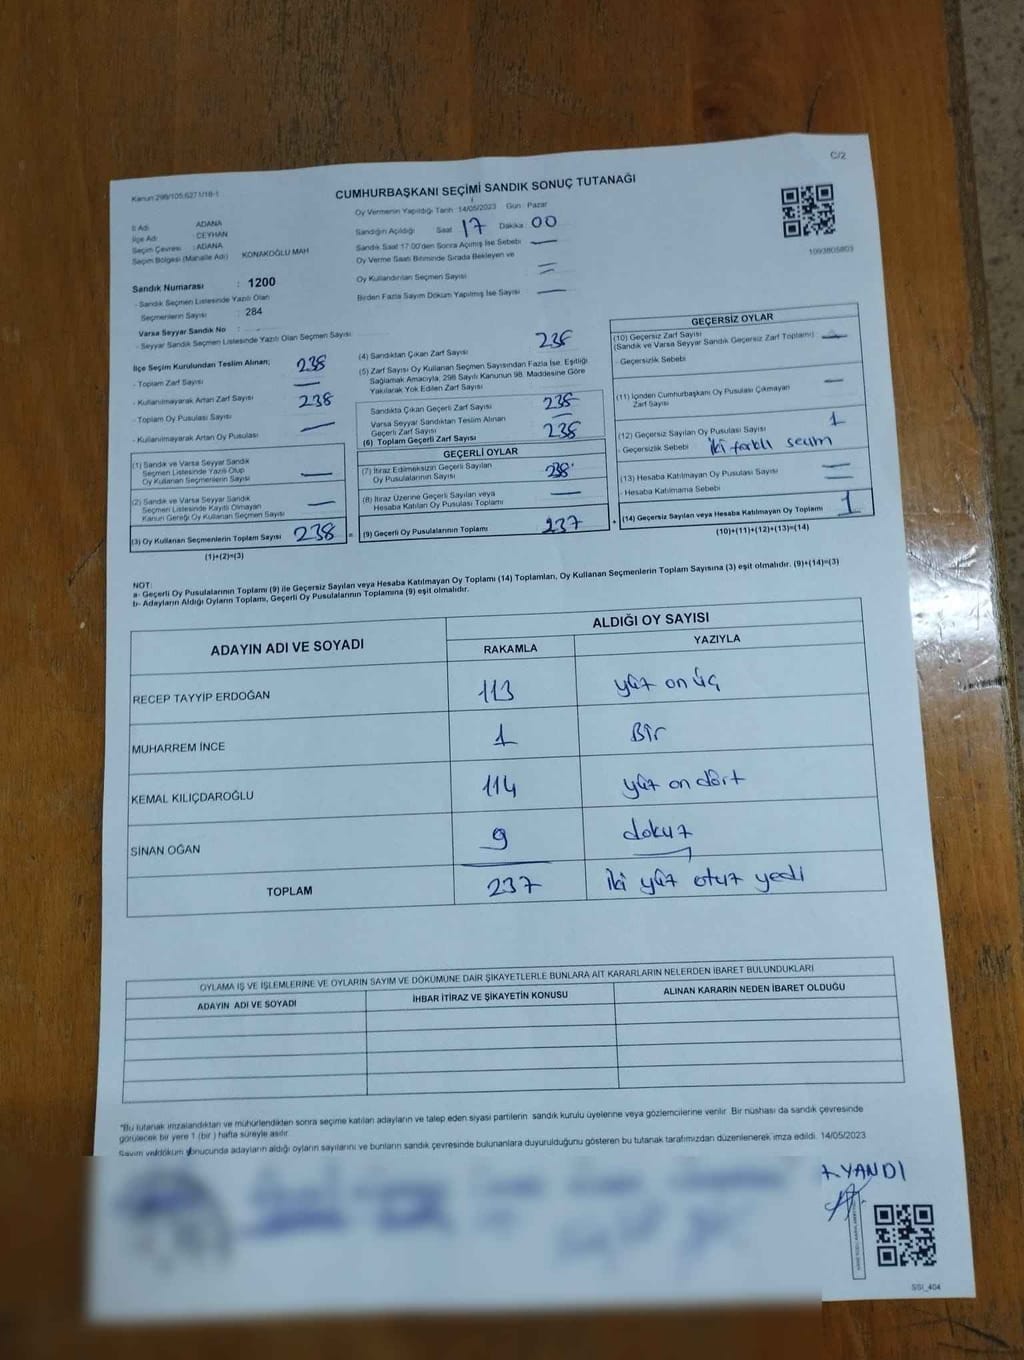 C/2
Kanun:298/105.627
CUMHURBAŞKANI SEÇİMİ SANDIK SONUÇ TUTANAĞI
İl Adı : ADANA
İlçe Adı : CEYHAN
Seçim Çevresi : ADANA
Seçim Bölgesi (Mahalle Adı) KONAKOĞLU MAH
Sandık Numarası : 1200
- Sandık Seçmen Listesinde Yazılı Olan
Seçmenlerin Sayısı : 284
Varsa Seyyar Sandık No :
- Seyyar Sandık Seçmen Listesinde Yazılı Olan Seçmen Sayısı
Oy Vermenin Yapıldığı Tarih 14/05/2023 Gün : Pazar
Sandığın Açıldığı Saat 17 Dakika 00
Sandık Saat 17.00'den Sonra Açılmış İse Sebebi —
Oy Verme Saati Bitiminde Sırada Bekleyen ve
Oy Kullandırılan Seçmen Sayısı =
Birden Fazla Sayım Döküm Yapılmış İse Sayısı —
1093805803
İlçe Seçim Kurulundan Teslim Alınan;
- Toplam Zarf Sayısı 238
- Kullanılmayarak Artan Zarf Sayısı —
- Toplam Oy Pusulası Sayısı 238
- Kullanılmayarak Artan Oy Pusulası —
(1) Sandık ve Varsa Seyyar Sandık
Seçmen Listesinde Yazılı Olup
Oy Kullanan Seçmenlerin Sayısı —
(2) Sandık ve Varsa Seyyar Sandık
Seçmen Listesinde Kayıtlı Olmayan
Kanun Gereği Oy Kullanan Seçmen Sayısı —
(3) Oy Kullanan Seçmenlerin Toplam Sayısı 238
(1)+(2)=(3)
(4) Sandıktan Çıkan Zarf Sayısı 238
(5) Zarf Sayısı Oy Kullanan Seçmen Sayısından Fazla İse, Eşitliği
Sağlamak Amacıyla, 298 Sayılı Kanunun 98. Maddesine Göre
Yakılarak Yok Edilen Zarf Sayısı
Sandıkta Çıkan Geçerli Zarf Sayısı 238
Varsa Seyyar Sandıktan Teslim Alınan
Geçerli Zarf Sayısı —
(6) Toplam Geçerli Zarf Sayısı 238
GEÇERLİ OYLAR
(7) İtiraz Edilmeksizin Geçerli Sayılan
Oy Pusulalarının Sayısı 238
(8) İtiraz Üzerine Geçerli Sayılan veya
Hesaba Katılan Oy Pusulası Toplamı —
= (9) Geçerli Oy Pusulalarının Toplamı 237
GEÇERSİZ OYLAR
(10) Geçersiz Zarf Sayısı
(Sandık ve Varsa Seyyar Sandık Geçersiz Zarf Toplamı) —
- Geçersizlik Sebebi
(11) İçinden Cumhurbaşkanı Oy Pusulası Çıkmayan
Zarf Sayısı —
(12) Geçersiz Sayılan Oy Pusulası Sayısı 1
- Geçersizlik Sebebi iki farklı seçim
(13) Hesaba Katılmayan Oy Pusulası Sayısı —
- Hesaba Katılmama Sebebi —
+ (14) Geçersiz Sayılan veya Hesaba Katılmayan Oy Toplamı 1
(10)+(11)+(12)+(13)=(14)
NOT:
a- Geçerli Oy Pusulalarının Toplamı (9) ile Geçersiz Sayılan veya Hesaba Katılmayan Oy Toplamı (14) Toplamları, Oy Kullanan Seçmenlerin Toplam Sayısına (3) eşit olmalıdır. (9)+(14)=(3)
b- Adayların Aldığı Oyların Toplamı, Geçerli Oy Pusulalarının Toplamına (9) eşit olmalıdır.
ADAYIN ADI VE SOYADI
ALDIĞI OY SAYISI
RAKAMLA YAZIYLA
RECEP TAYYİP ERDOĞAN 113 yüz on üç
MUHARREM İNCE 1 Bir
KEMAL KILIÇDAROĞLU 114 yüz on dört
SİNAN OĞAN 9 dokuz
TOPLAM 237 iki yüz otuz yedi
OYLAMA İŞ VE İŞLEMLERİNE VE OYLARIN SAYIM VE DÖKÜMÜNE DAİR ŞİKAYETLERLE BUNLARA AİT KARARLARIN NELERDEN İBARET BULUNDUKLARI
ADAYIN ADI VE SOYADI İHBAR İTİRAZ VE ŞİKAYETİN KONUSU ALINAN KARARIN NEDEN İBARET OLDUĞU
"Bu tutanak imzalandıktan ve mühürlendikten sonra seçime katılan adayların ve talep eden siyasi partilerin sandık kurulu üyelerine veya gözlemcilerine verilir. Bir nüshası da sandık çevresinde
görülecek bir yere 1 (bir ) hafta süreyle asılır.
Sayım ve döküm sonucunda adayların aldığı oyların sayılarını ve bunların sandık çevresinde bulunanlara duyurulduğunu gösteren bu tutanak tarafımızdan düzenlenerek imza edildi. 14/05/2023
SSİ_404